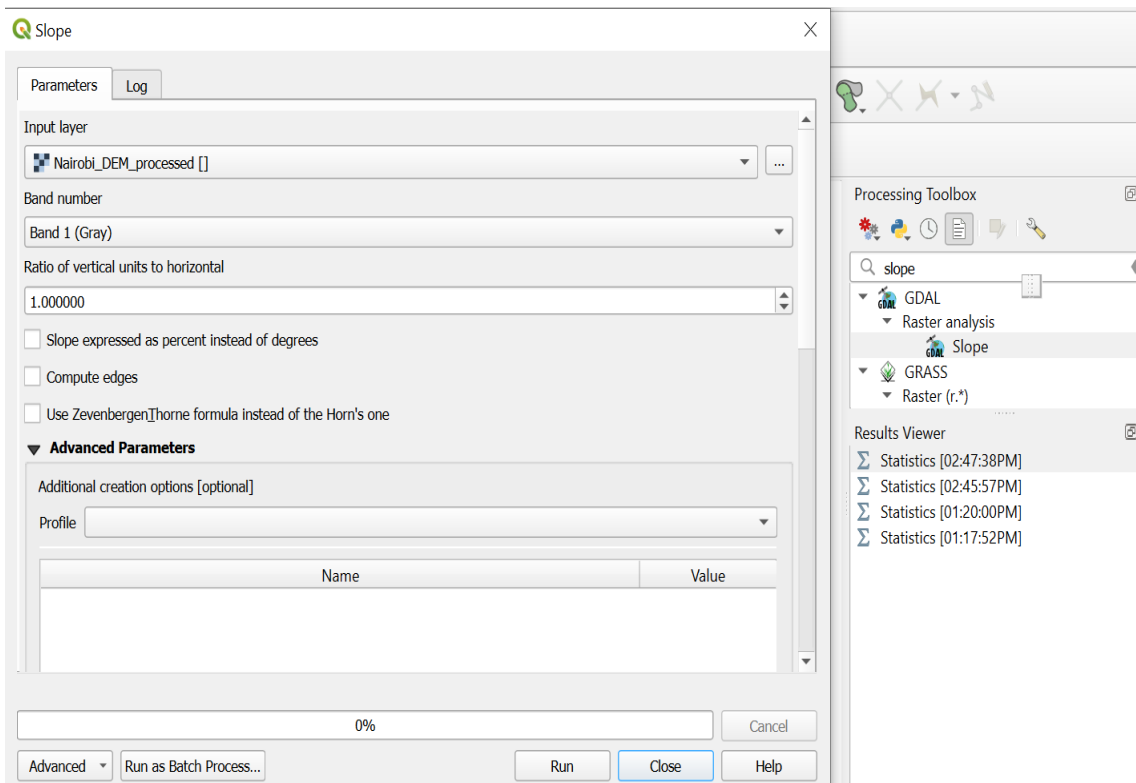 Slope
Parameters
Log
Input layer
Nairobi_DEM_processed []
...
Band number
Band 1 (Gray)
Ratio of vertical units to horizontal
1.000000
Slope expressed as percent instead of degrees
Compute edges
Use ZevenbergenThorne formula instead of the Horn's one
Advanced Parameters
Additional creation options [optional]
Profile
Name Value
0%
Cancel
Advanced
Run as Batch Process...
Run
Close
Help
Processing Toolbox
slope
GDAL GDAL
Raster analysis
GDAL Slope
GRASS
Raster (r.*)
Results Viewer
Σ Statistics [02:47:38PM]
Σ Statistics [02:45:57PM]
Σ Statistics [01:20:00PM]
Σ Statistics [01:17:52PM]